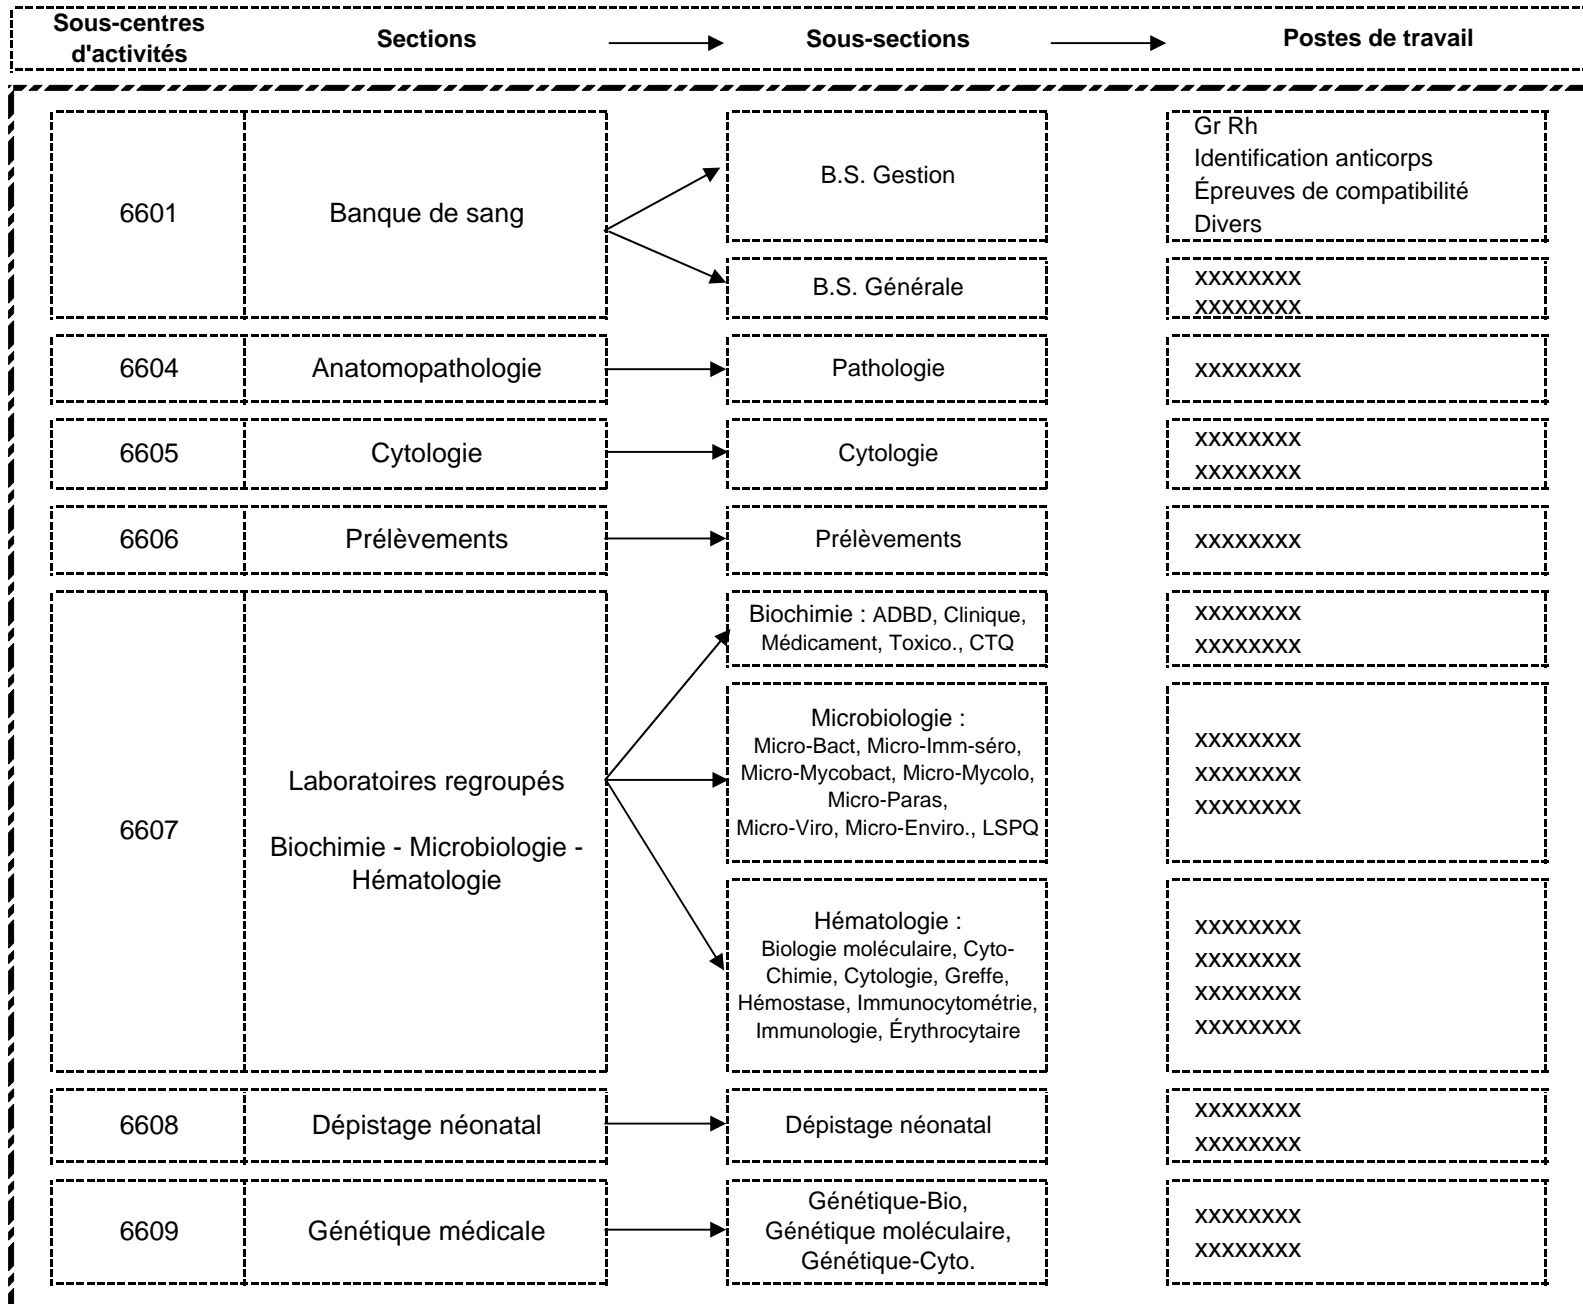 Sous-centres
d'activités
Sections
Sous-sections
Postes de travail
6601
Banque de sang
B.S. Gestion
Gr Rh
Identification anticorps
Épreuves de compatibilité
Divers
B.S. Générale
xxxxxxxx
xxxxxxxx
6604
Anatomopathologie
Pathologie
xxxxxxxx
6605
Cytologie
Cytologie
xxxxxxxx
xxxxxxxx
6606
Prélèvements
Prélèvements
xxxxxxxx
6607
Laboratoires regroupés
Biochimie - Microbiologie -
Hématologie
Biochimie : ADBD, Clinique,
Médicament, Toxico., CTQ
xxxxxxxx
xxxxxxxx
Microbiologie :
Micro-Bact, Micro-Imm-séro,
Micro-Mycobact, Micro-Mycolo,
Micro-Paras,
Micro-Viro, Micro-Enviro., LSPQ
xxxxxxxx
xxxxxxxx
xxxxxxxx
Hématologie :
Biologie moléculaire, Cyto-
Chimie, Cytologie, Greffe,
Hémostase, Immunocytométrie,
Immunologie, Érythrocytaire
xxxxxxxx
xxxxxxxx
xxxxxxxx
xxxxxxxx
6608
Dépistage néonatal
Dépistage néonatal
xxxxxxxx
xxxxxxxx
6609
Génétique médicale
Génétique-Bio,
Génétique moléculaire,
Génétique-Cyto.
xxxxxxxx
xxxxxxxx